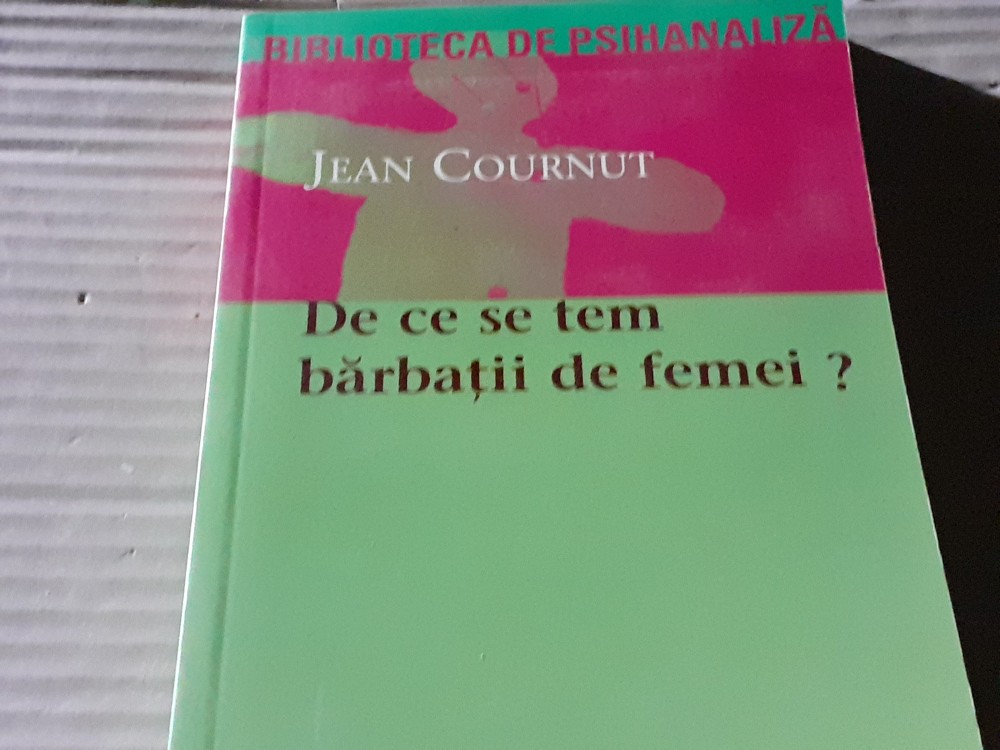 BIBLIOTECA DE PSIHANALIZĂ
JEAN COURNUT
De ce se tem
bărbații de femei ?